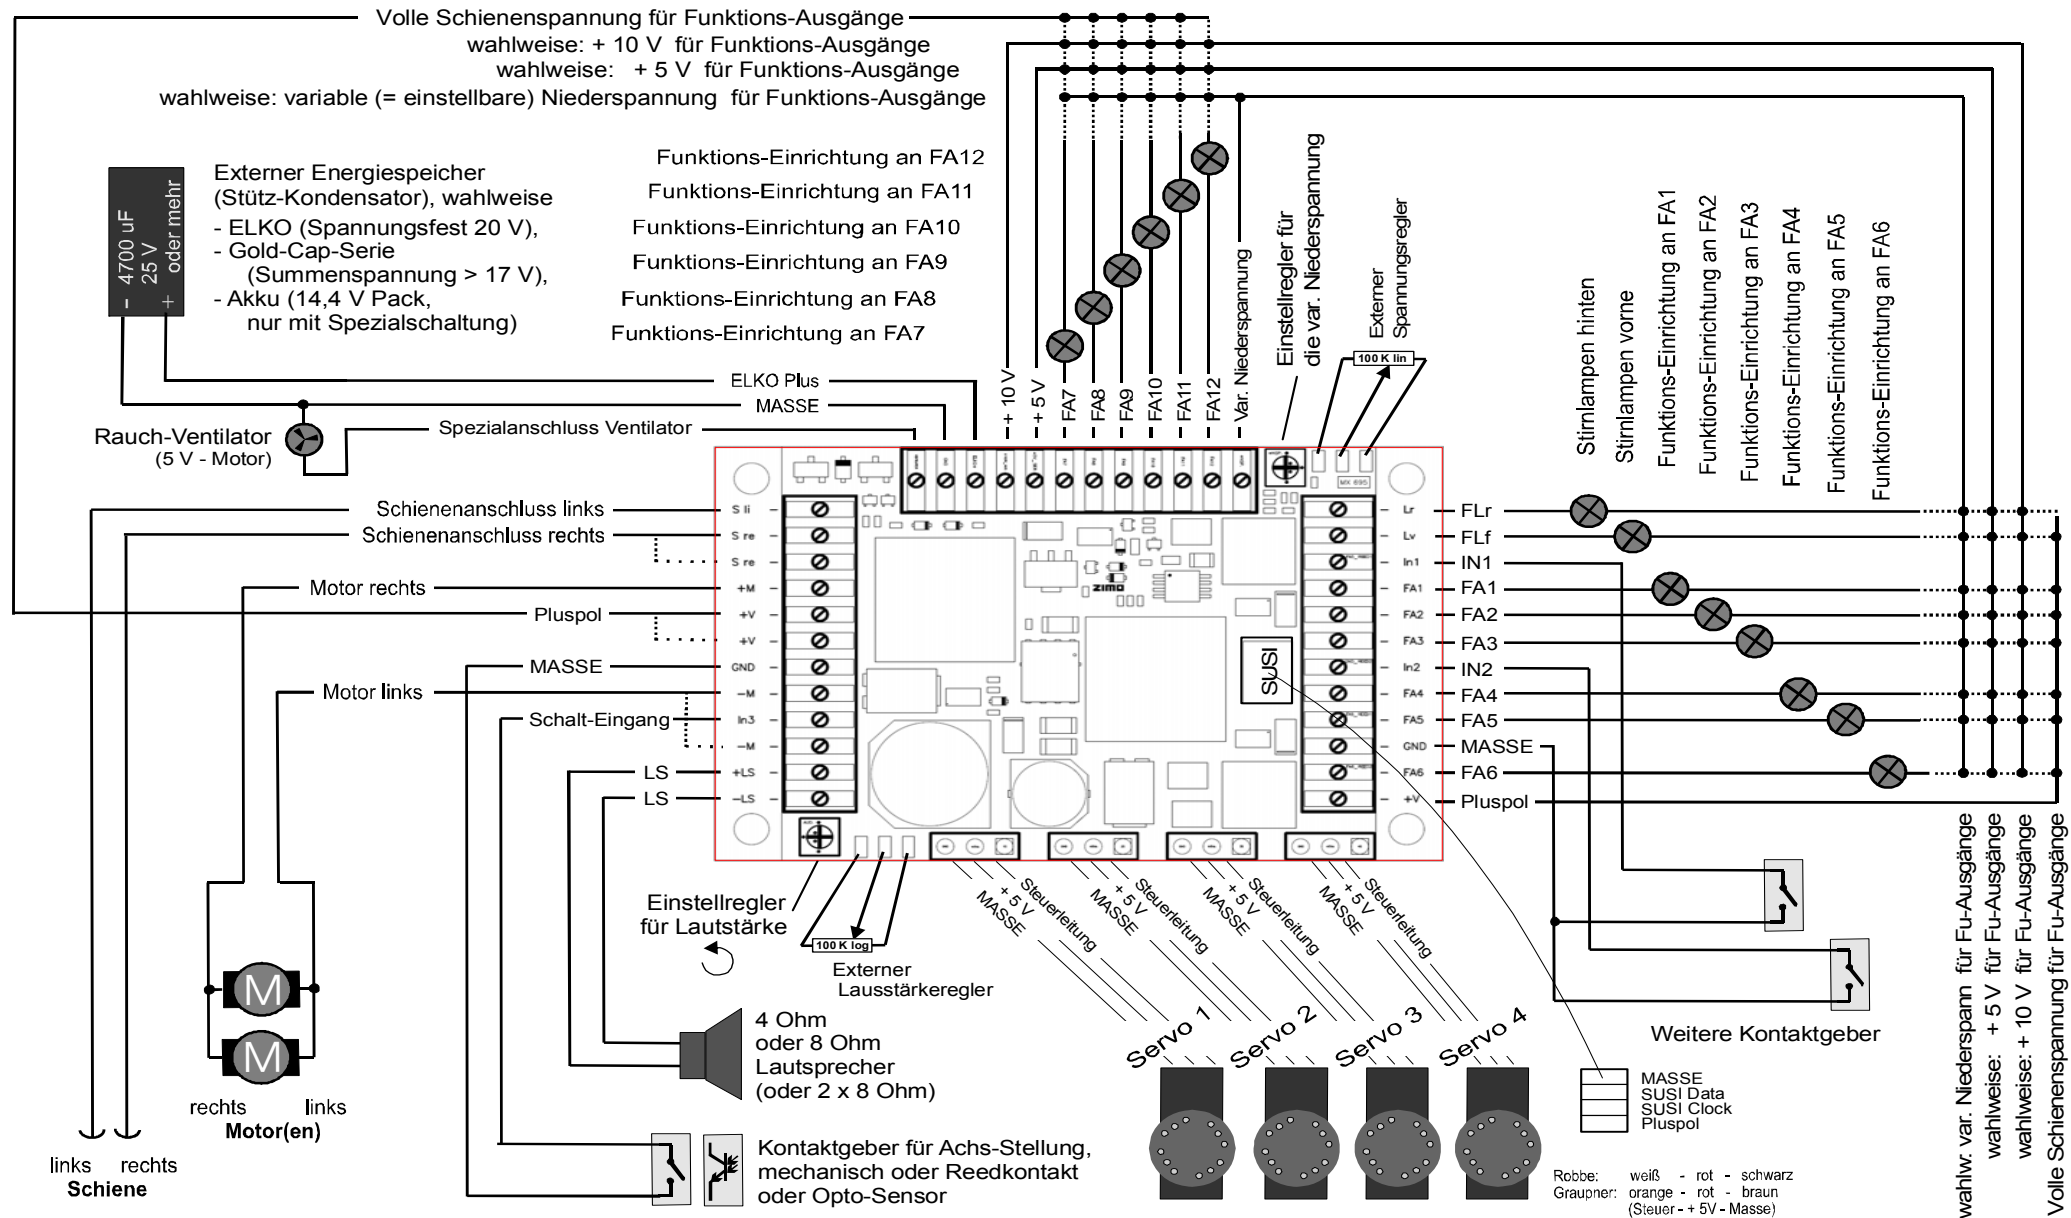 Volle Schienenspannung für Funktions-Ausgänge
wahlweise: + 10 V für Funktions-Ausgänge
wahlweise: + 5 V für Funktions-Ausgänge
wahlweise: variable (= einstellbare) Niederspannung für Funktions-Ausgänge
- 4700 uF
25 V
+ oder mehr
Externer Energiespeicher
(Stütz-Kondensator), wahlweise
- ELKO (Spannungsfest 20 V),
- Gold-Cap-Serie
(Summenspannung > 17 V),
- Akku (14,4 V Pack,
nur mit Spezialschaltung)
Funktions-Einrichtung an FA12
Funktions-Einrichtung an FA11
Funktions-Einrichtung an FA10
Funktions-Einrichtung an FA9
Funktions-Einrichtung an FA8
Funktions-Einrichtung an FA7
ELKO Plus
MASSE
Spezialanschluss Ventilator
Rauch-Ventilator
(5 V - Motor)
+ 10 V
+ 5 V
FA7
FA8
FA9
FA10
FA11
FA12
Var. Niederspannung
Einstellregler für
die var. Niederspannung
Externer
Spannungsregler
100 K lin
Stirnlampen hinten
Stirnlampen vorne
Funktions-Einrichtung an FA1
Funktions-Einrichtung an FA2
Funktions-Einrichtung an FA3
Funktions-Einrichtung an FA4
Funktions-Einrichtung an FA5
Funktions-Einrichtung an FA6
Schienenanschluss links
Schienenanschluss rechts
Motor rechts
Pluspol
MASSE
Motor links
Schalt-Eingang
LS
LS
S li
S re
S re
+M
+V
+V
GND
-M
In3
-M
+LS
-LS
MX 695
ZIMO
SUSI
Lr
Lv
In1
FA1
FA2
FA3
In2
FA4
FA5
GND
FA6
+V
FLr
FLf
IN1
FA1
FA2
FA3
IN2
FA4
FA5
MASSE
FA6
Pluspol
Einstellregler
für Lautstärke
100 K log
Externer
Lausstärkeregler
Steuerleitung
+ 5 V
MASSE
Steuerleitung
+ 5 V
MASSE
Steuerleitung
+ 5 V
MASSE
Steuerleitung
+ 5 V
MASSE
Servo 1
Servo 2
Servo 3
Servo 4
M
M
rechts links
Motor(en)
links rechts
Schiene
4 Ohm
oder 8 Ohm
Lautsprecher
(oder 2 x 8 Ohm)
Kontaktgeber für Achs-Stellung,
mechanisch oder Reedkontakt
oder Opto-Sensor
Weitere Kontaktgeber
MASSE
SUSI Data
SUSI Clock
Pluspol
Robbe: weiß - rot - schwarz
Graupner: orange - rot - braun
(Steuer - + 5V - Masse)
wahlw. var. Niederspann für Fu-Ausgänge
wahlweise: + 5 V für Fu-Ausgänge
wahlweise: + 10 V für Fu-Ausgänge
Volle Schienenspannung für Fu-Ausgänge